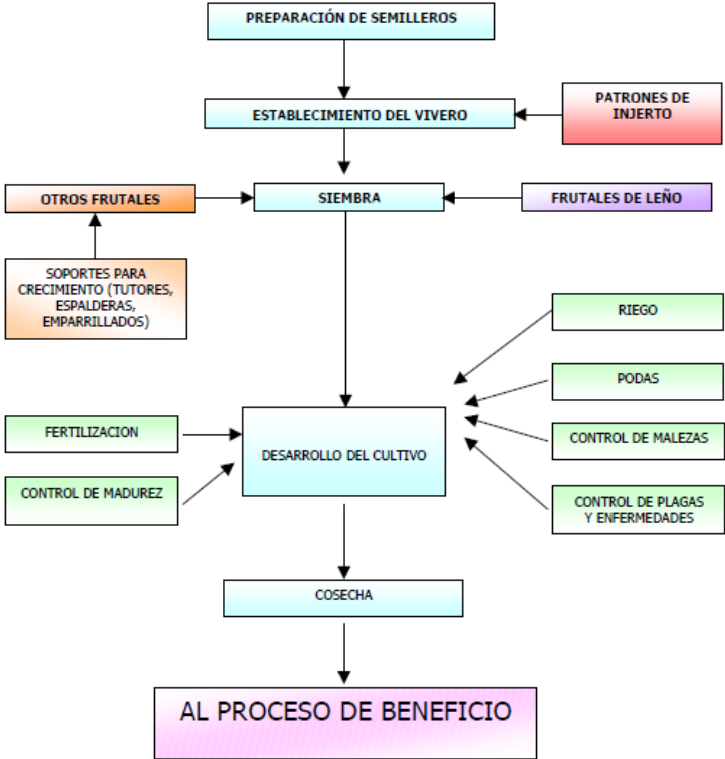 PREPARACIÓN DE SEMILLEROS
ESTABLECIMIENTO DEL VIVERO
PATRONES DE
INJERTO
OTROS FRUTALES
SIEMBRA
FRUTALES DE LEÑO
SOPORTES PARA
CRECIMIENTO (TUTORES,
ESPALDERAS,
EMPARRILLADOS)
RIEGO
PODAS
FERTILIZACION
DESARROLLO DEL CULTIVO
CONTROL DE MALEZAS
CONTROL DE MADUREZ
CONTROL DE PLAGAS
Y ENFERMEDADES
COSECHA
AL PROCESO DE BENEFICIO